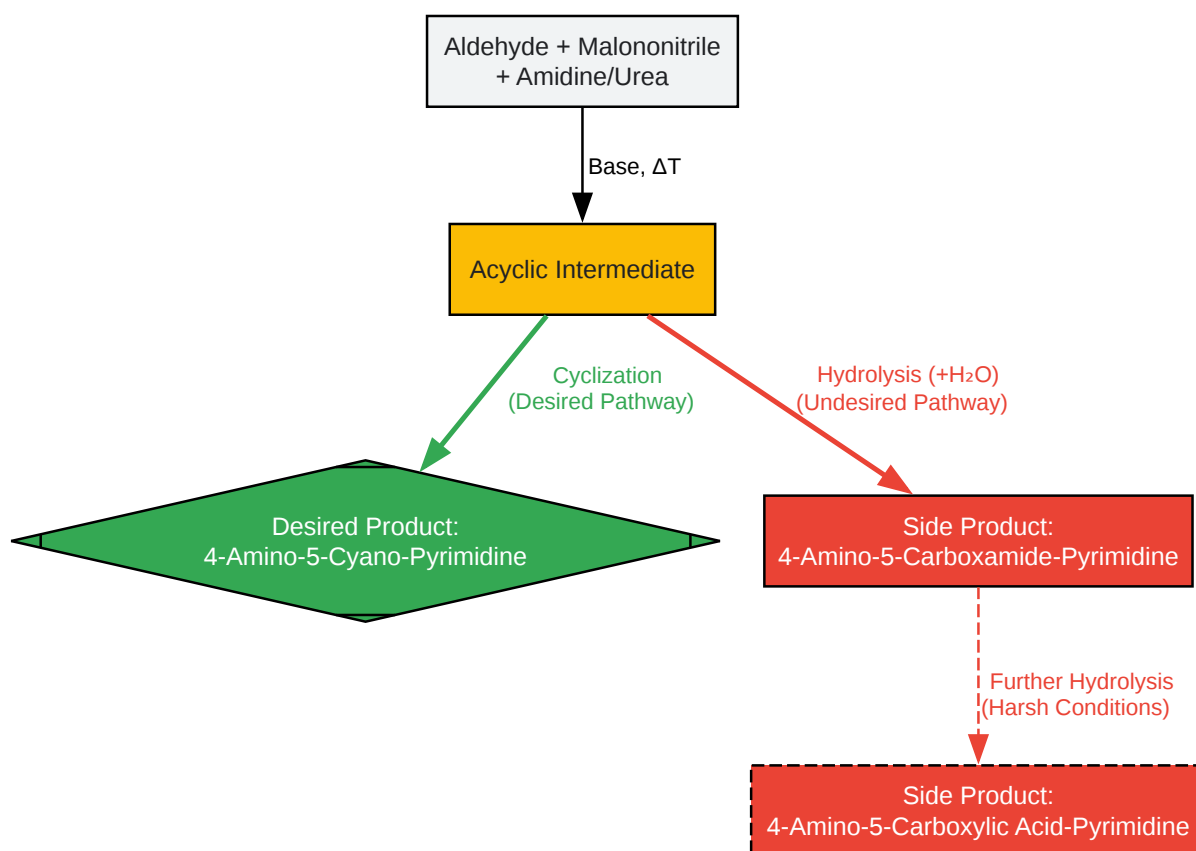 Aldehyde + Malononitrile
+ Amidine/Urea
Base, ΔT
Acyclic Intermediate
Cyclization
(Desired Pathway)
Hydrolysis (+H₂O)
(Undesired Pathway)
Desired Product:
4-Amino-5-Cyano-Pyrimidine
Side Product:
4-Amino-5-Carboxamide-Pyrimidine
Further Hydrolysis
(Harsh Conditions)
Side Product:
4-Amino-5-Carboxylic Acid-Pyrimidine